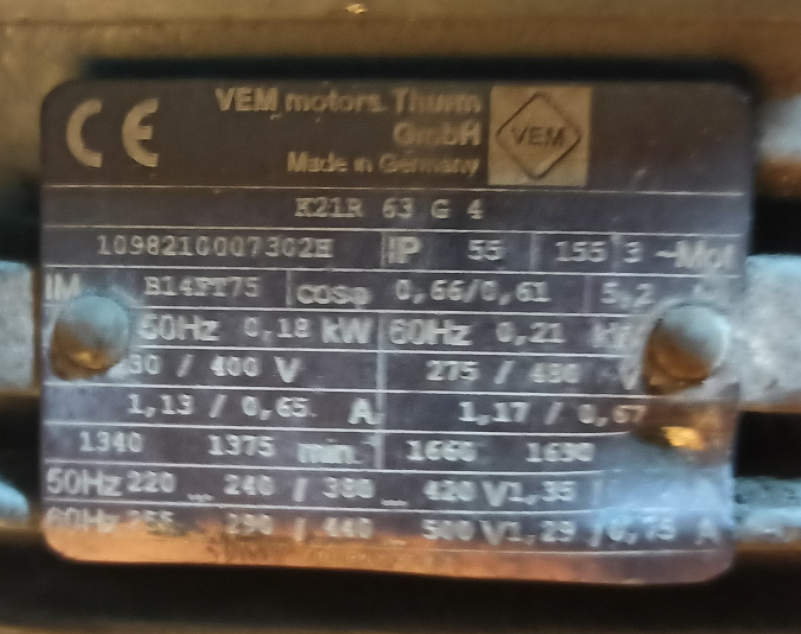 CE VEM motors Thurm
GmbH VEM
Made in Germany
K21R 63 G 4
1098210007302H IP 55 155 3 ~Mot
IM B14FT75 cosφ 0,66/0,61 5,2
50Hz 0,18 kW 60Hz 0,21
/ 400 V 275 / 480 V
1,13 / 0,65 A 1,17 / 0,67
1340 1375 min 1660 1690
50Hz 220 ... 240 / 380 ... 420 V 1,35
60Hz 290 / 440 ... 500 V 1,29 /0,75 A